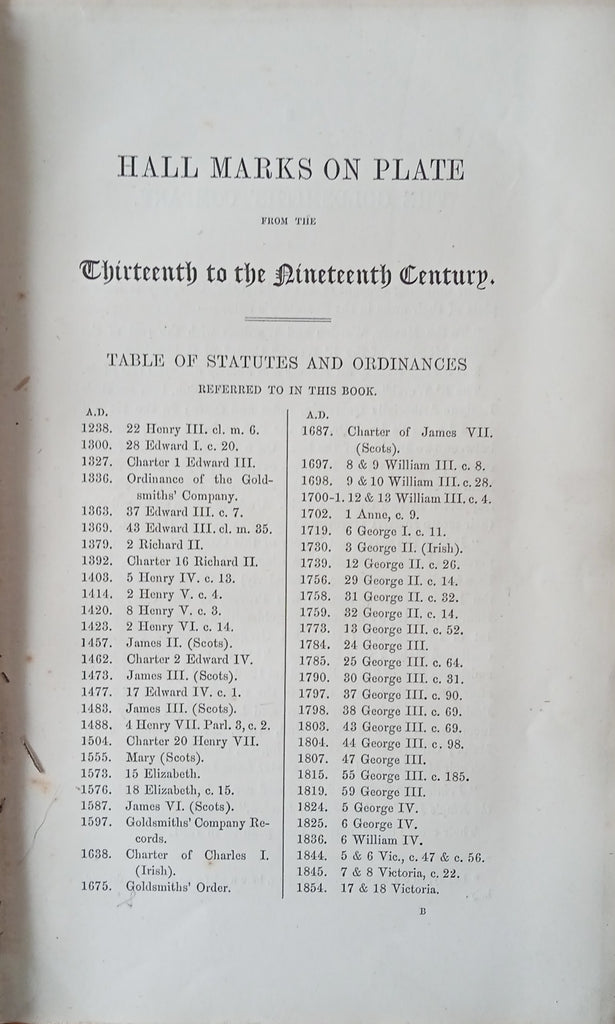 HALL MARKS ON PLATE
FROM THE
Thirteenth to the Nineteenth Century.
TABLE OF STATUTES AND ORDINANCES
REFERRED TO IN THIS BOOK.
A.D.
1238. 22 Henry III. cl. m. 6.
1300. 28 Edward I. c. 20.
1327. Charter 1 Edward III.
1336. Ordinance of the Gold-
smiths' Company.
1363. 37 Edward III. c. 7.
1369. 43 Edward III. cl. m. 35.
1379. 2 Richard II.
1392. Charter 16 Richard II.
1403. 5 Henry IV. c. 13.
1414. 2 Henry V. c. 4.
1420. 8 Henry V. c. 3.
1423. 2 Henry VI. c. 14.
1457. James II. (Scots).
1462. Charter 2 Edward IV.
1473. James III. (Scots).
1477. 17 Edward IV. c. 1.
1483. James III. (Scots).
1488. 4 Henry VII. Parl. 3, c. 2.
1504. Charter 20 Henry VII.
1555. Mary (Scots).
1573. 15 Elizabeth.
1576. 18 Elizabeth, c. 15.
1587. James VI. (Scots).
1597. Goldsmiths' Company Re-
cords.
1638. Charter of Charles I.
(Irish).
1675. Goldsmiths' Order.
A.D.
1687. Charter of James VII.
(Scots).
1697. 8 & 9 William III. c. 8.
1698. 9 & 10 William III. c. 28.
1700-1. 12 & 13 William III. c. 4.
1702. 1 Anne, c. 9.
1719. 6 George I. c. 11.
1730. 3 George II. (Irish).
1739. 12 George II. c. 26.
1756. 29 George II. c. 14.
1758. 31 George II. c. 32.
1759. 32 George II. c. 14.
1773. 13 George III. c. 52.
1784. 24 George III.
1785. 25 George III. c. 64.
1790. 30 George III. c. 31.
1797. 37 George III. c. 90.
1798. 38 George III. c. 69.
1803. 43 George III. c. 69.
1804. 44 George III. c. 98.
1807. 47 George III.
1815. 55 George III. c. 185.
1819. 59 George III.
1824. 5 George IV.
1825. 6 George IV.
1836. 6 William IV.
1844. 5 & 6 Vic., c. 47 & c. 56.
1845. 7 & 8 Victoria, c. 22.
1854. 17 & 18 Victoria.
B